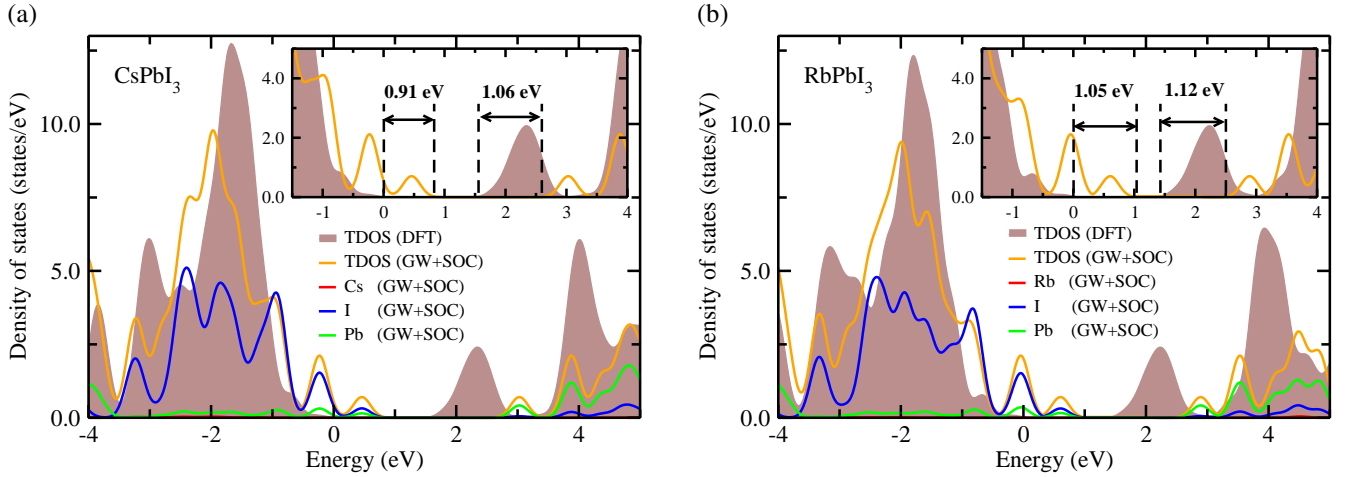 (a)
Density of states (states/eV)
10.0
5.0
0.0
CsPbI3
4.0
2.0
0.0
0.91 eV
1.06 eV
-1 0 1 2 3 4
TDOS (DFT)
TDOS (GW+SOC)
Cs (GW+SOC)
I (GW+SOC)
Pb (GW+SOC)
-4 -2 0 2 4
Energy (eV)
(b)
Density of states (states/eV)
10.0
5.0
0.0
RbPbI3
4.0
2.0
0.0
1.05 eV
1.12 eV
-1 0 1 2 3 4
TDOS (DFT)
TDOS (GW+SOC)
Rb (GW+SOC)
I (GW+SOC)
Pb (GW+SOC)
-4 -2 0 2 4
Energy (eV)